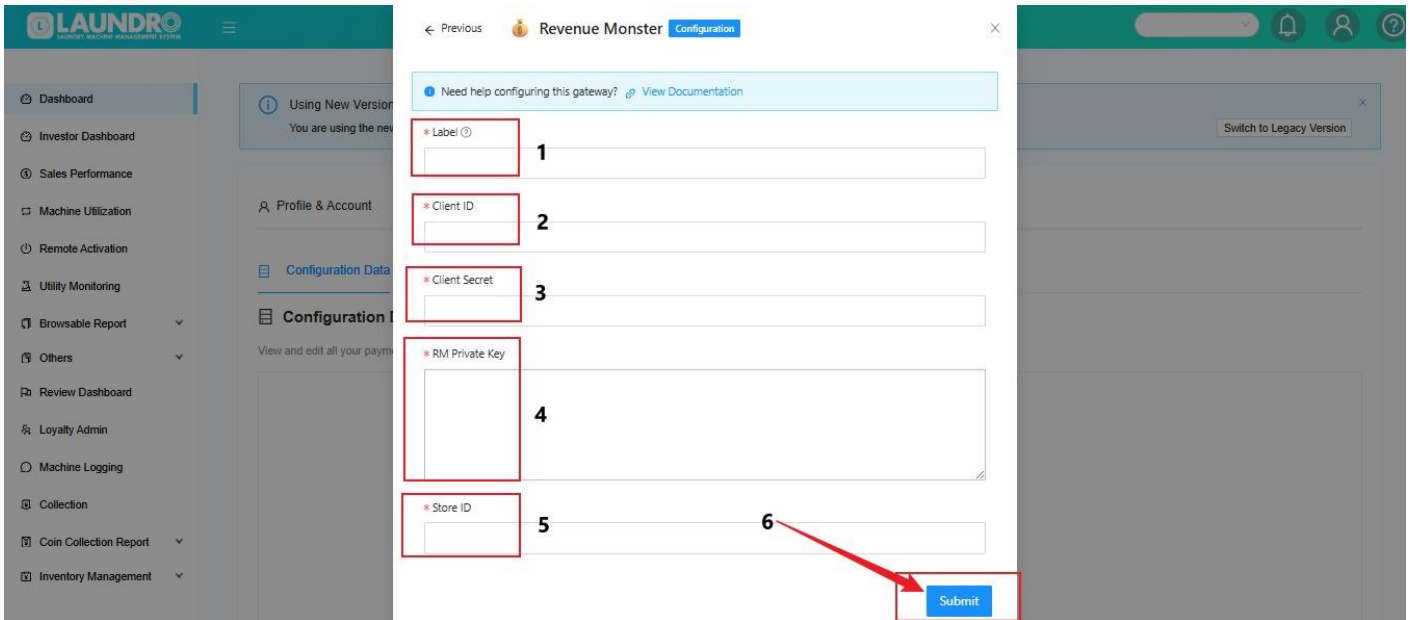 LAUNDRO
LAUNDRY MACHINE MANAGEMENT SYSTEM
Dashboard
Investor Dashboard
Sales Performance
Machine Utilization
Remote Activation
Utility Monitoring
Browsable Report
Others
Review Dashboard
Loyalty Admin
Machine Logging
Collection
Coin Collection Report
Inventory Management
Using New Version
You are using the new
Switch to Legacy Version
Profile & Account
Configuration Data
Configuration D
View and edit all your payme
Previous
Revenue Monster Configuration
Need help configuring this gateway? View Documentation
* Label
1
* Client ID
2
* Client Secret
3
* RM Private Key
4
* Store ID
5
6
Submit